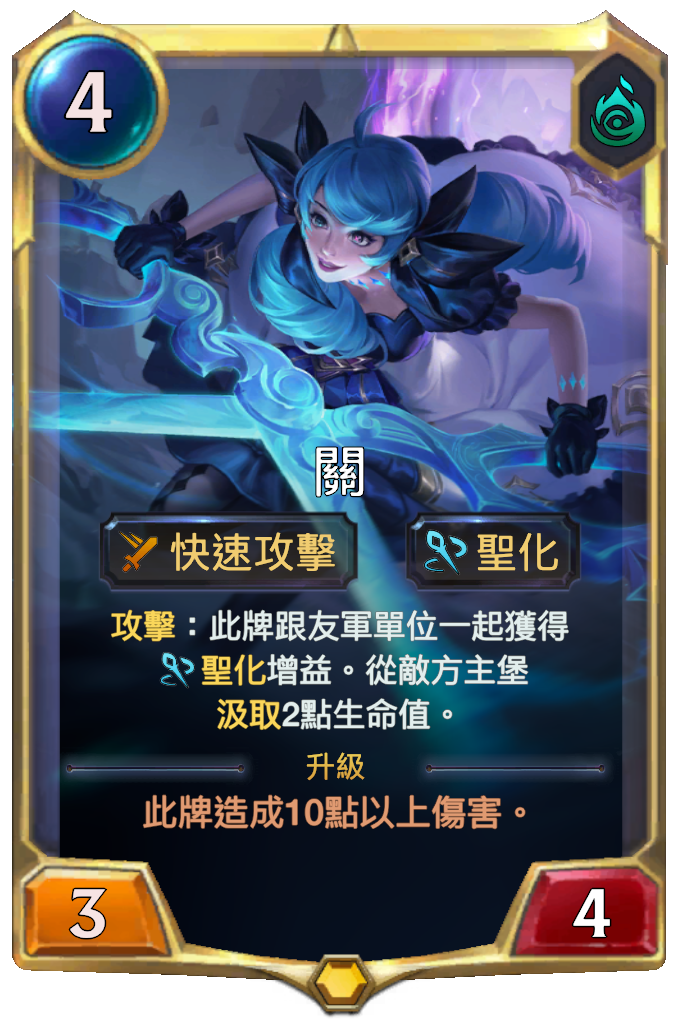 4
關
快速攻擊 聖化
攻擊：此牌跟友軍單位一起獲得
聖化增益。從敵方主堡
汲取2點生命值。
升級
此牌造成10點以上傷害。
3 4